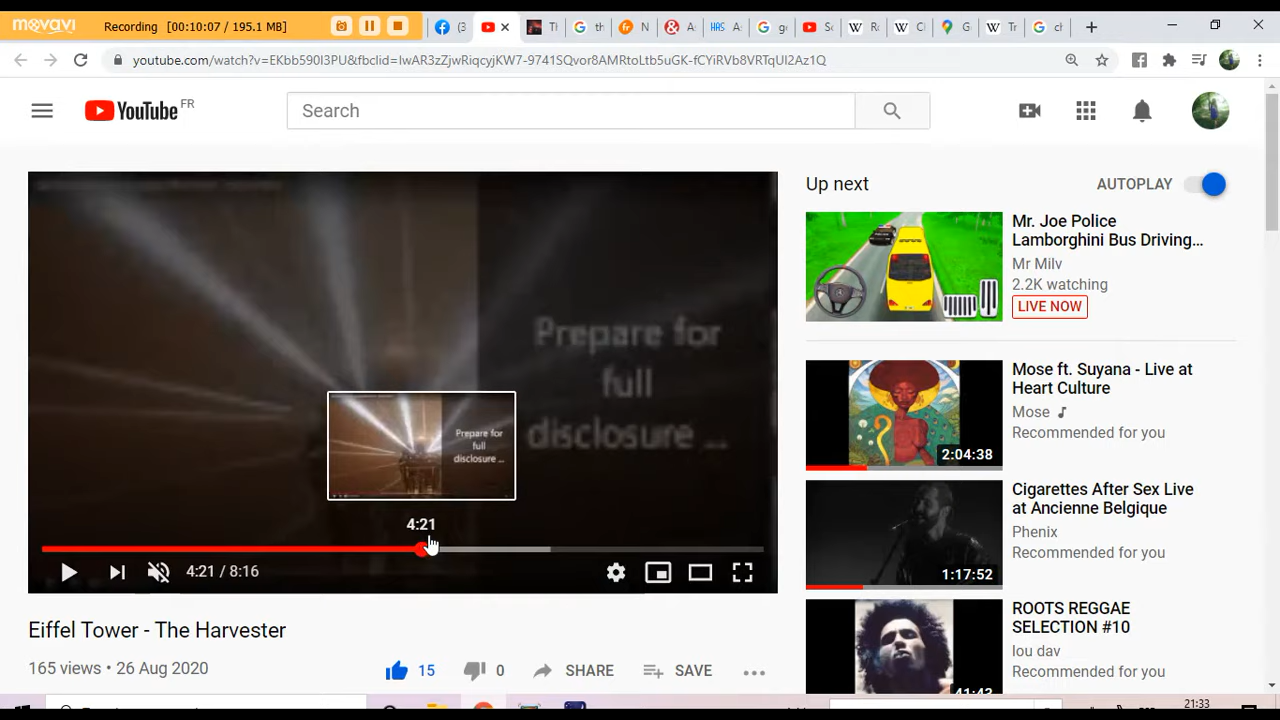 movavi Recording [00:10:07 / 195.1 MB]
youtube.com/watch?v=EKbb590I3PU&fbclid=IwAR3zZjwRiqcyjKW7-9741SQvor8AMRtoLtb5uGK-fCYiRVb8VRTqUI2Az1Q
YouTube FR
Search
Prepare for
full
disclosure ...
Prepare for
full
disclosure ...
4:21
4:21 / 8:16
Eiffel Tower - The Harvester
165 views • 26 Aug 2020
15
0
SHARE
SAVE
Up next
AUTOPLAY
Mr. Joe Police
Lamborghini Bus Driving...
Mr Milv
2.2K watching
LIVE NOW
Mose ft. Suyana - Live at
Heart Culture
Mose
Recommended for you
2:04:38
Cigarettes After Sex Live
at Ancienne Belgique
Phenix
Recommended for you
1:17:52
ROOTS REGGAE
SELECTION #10
lou dav
Recommended for you
41:43
21:33